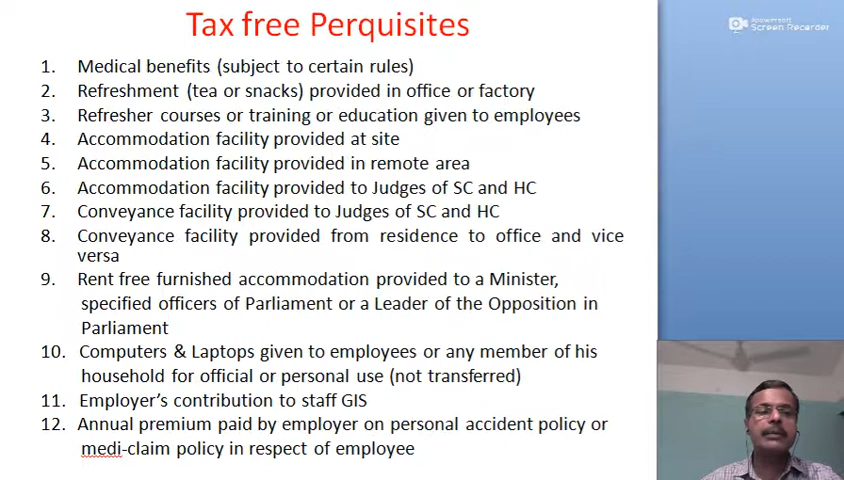 Tax free Perquisites
Apowersoft
Screen Recorder
1. Medical benefits (subject to certain rules)
2. Refreshment (tea or snacks) provided in office or factory
3. Refresher courses or training or education given to employees
4. Accommodation facility provided at site
5. Accommodation facility provided in remote area
6. Accommodation facility provided to Judges of SC and HC
7. Conveyance facility provided to Judges of SC and HC
8. Conveyance facility provided from residence to office and vice
versa
9. Rent free furnished accommodation provided to a Minister,
specified officers of Parliament or a Leader of the Opposition in
Parliament
10. Computers & Laptops given to employees or any member of his
household for official or personal use (not transferred)
11. Employer’s contribution to staff GIS
12. Annual premium paid by employer on personal accident policy or
medi-claim policy in respect of employee